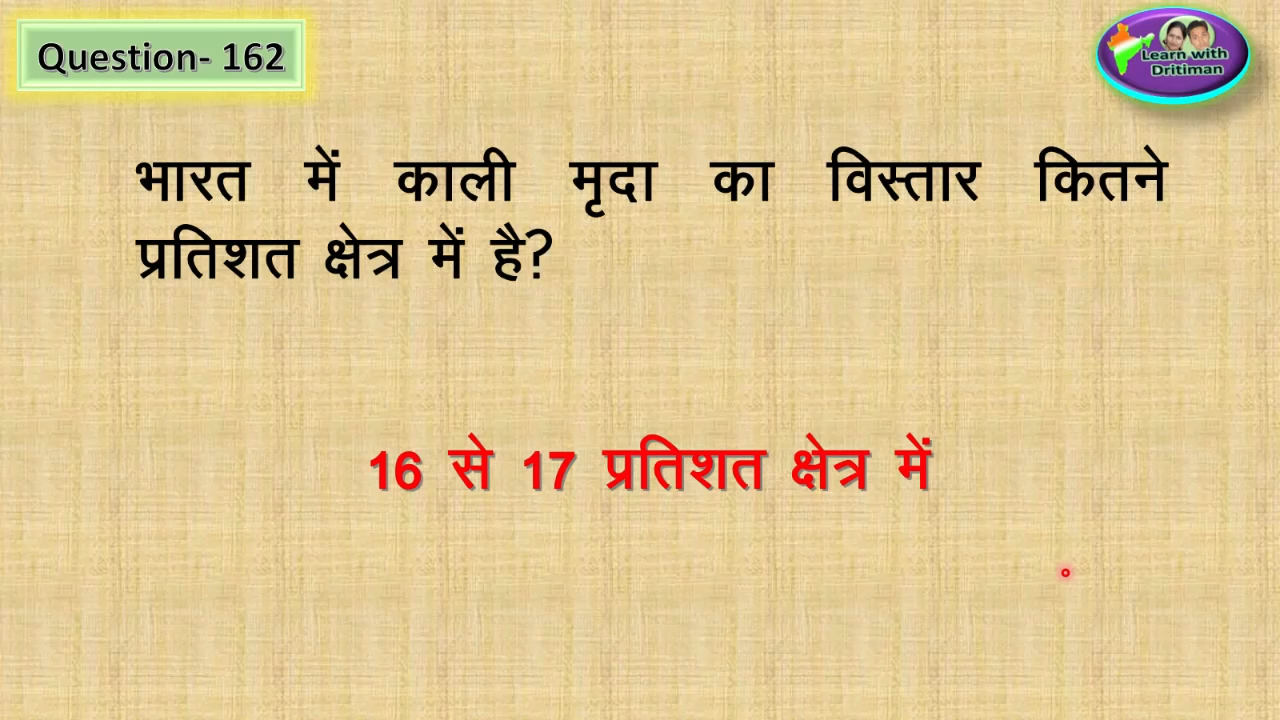 Question- 162
Learn with
Dritiman
भारत में काली मृदा का विस्तार कितने
प्रतिशत क्षेत्र में है?
16 से 17 प्रतिशत क्षेत्र में